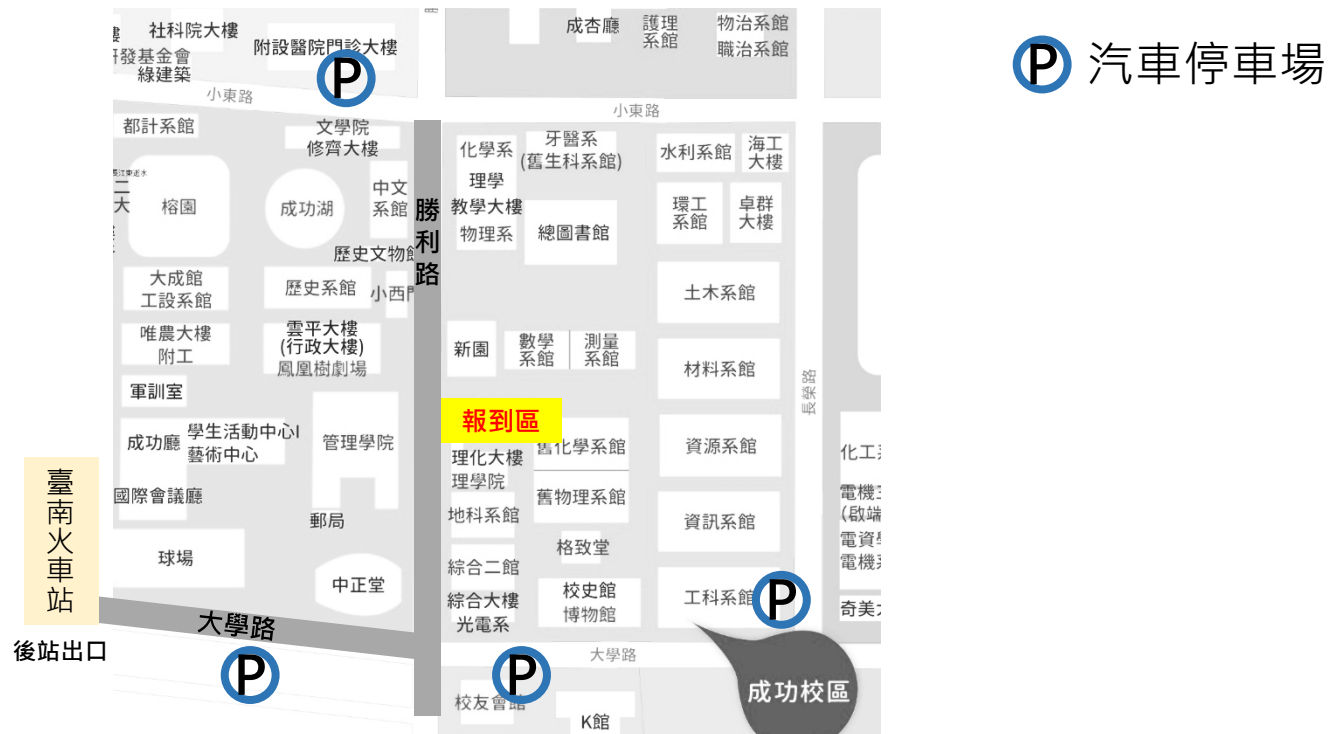 社科院大樓
附設醫院門診大樓
發基金會
綠建築
P
成杏廳
護理
系館
物治系館
職治系館
P
汽車停車場
小東路
小東路
都計系館
文學院
修齊大樓
榕園
成功湖
中文
系館
歷史文物館
大成館
工設系館
歷史系館
小西門
唯農大樓
附工
雲平大樓
(行政大樓)
鳳凰樹劇場
軍訓室
成功廳
學生活動中心I
藝術中心
管理學院
國際會議廳
郵局
球場
中正堂
勝利路
化學系
理學
教學大樓
物理系
牙醫系
(舊生科系館)
總圖書館
水利系館
海工
大樓
環工
系館
卓群
大樓
土木系館
新園
數學
系館
測量
系館
材料系館
長榮路
報到區
舊化學系館
理化大樓
理學院
舊物理系館
地科系館
資源系館
資訊系館
格致堂
綜合二館
綜合大樓
光電系
校史館
博物館
工科系館
P
化工
電機
(啟端
電資
電機
奇美
臺南火車站
後站出口
大學路
P
大學路
P
校友會館
K館
成功校區